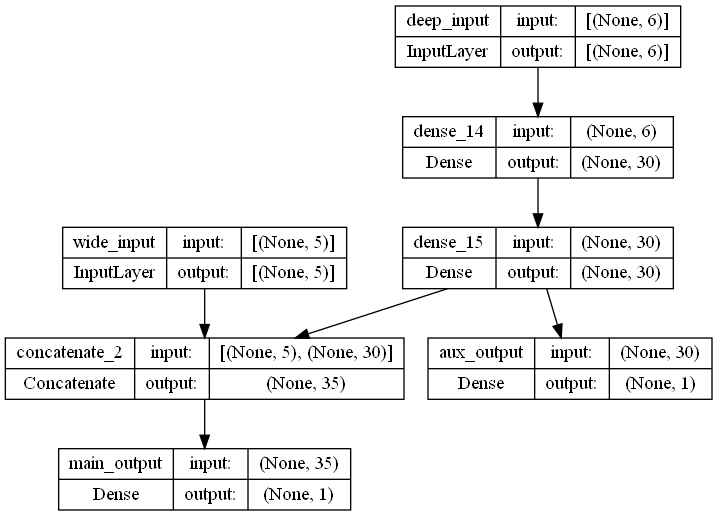 deep_input input: [(None, 6)]
InputLayer output: [(None, 6)]
dense_14 input: (None, 6)
Dense output: (None, 30)
wide_input input: [(None, 5)]
InputLayer output: [(None, 5)]
dense_15 input: (None, 30)
Dense output: (None, 30)
concatenate_2 input: [(None, 5), (None, 30)]
Concatenate output: (None, 35)
aux_output input: (None, 30)
Dense output: (None, 1)
main_output input: (None, 35)
Dense output: (None, 1)